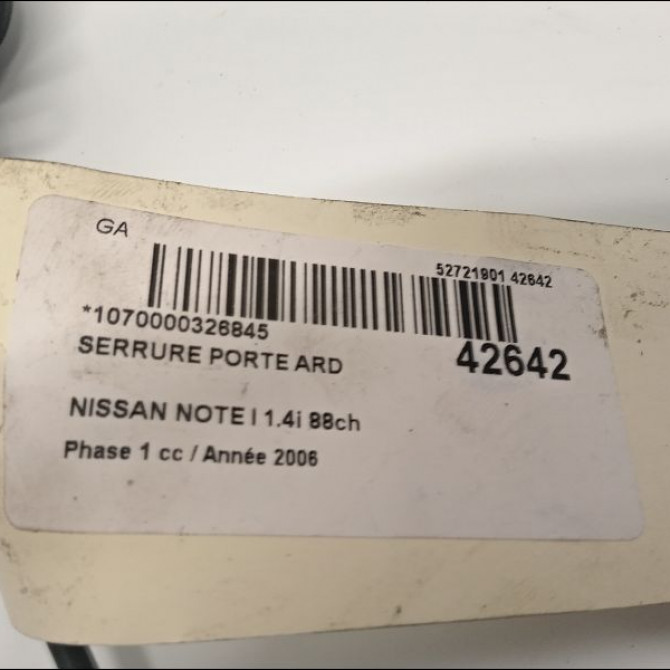 GA
52721901 42642
*1070000326845
42642
SERRURE PORTE ARD
NISSAN NOTE I 1.4i 88ch
Phase 1 cc / Année 2006